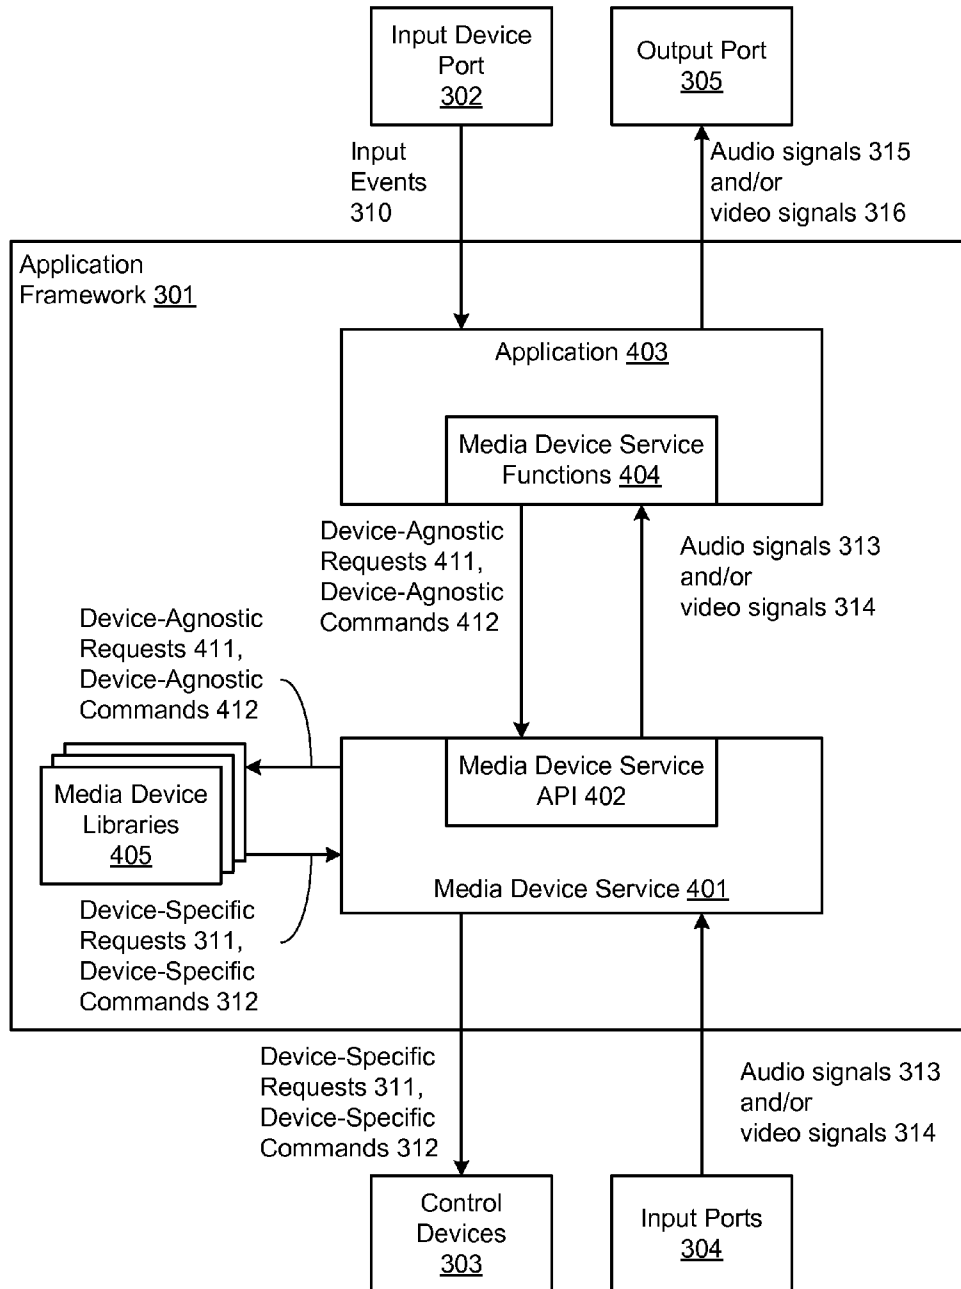 Input Device
Port
302
Output Port
305
Input
Events
310
Audio signals 315
and/or
video signals 316
Application
Framework 301
Application 403
Media Device Service
Functions 404
Device-Agnostic
Requests 411,
Device-Agnostic
Commands 412
Audio signals 313
and/or
video signals 314
Device-Agnostic
Requests 411,
Device-Agnostic
Commands 412
Media Device Service
API 402
Media Device
Libraries
405
Media Device Service 401
Device-Specific
Requests 311,
Device-Specific
Commands 312
Device-Specific
Requests 311,
Device-Specific
Commands 312
Audio signals 313
and/or
video signals 314
Control
Devices
303
Input Ports
304